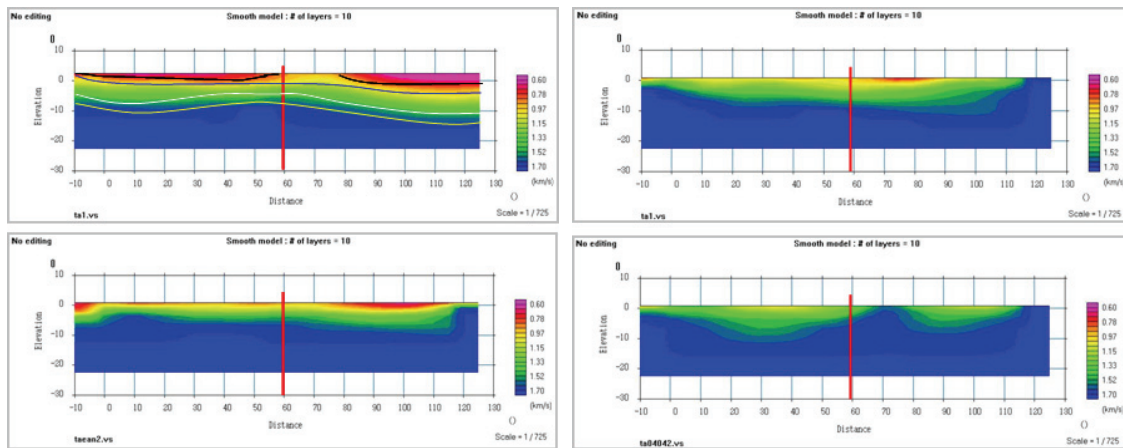 No editing
Smooth model : # of layers = 10
0
10
0
-10
-20
-30
Elevation
-10 0 10 20 30 40 50 60 70 80 90 100 110 120 130
Distance
0.60
0.78
0.97
1.15
1.33
1.52
1.70
(km/s)
()
Scale = 1 / 725
ta1.vs
No editing
Smooth model : # of layers = 10
0
10
0
-10
-20
-30
Elevation
-10 0 10 20 30 40 50 60 70 80 90 100 110 120 130
Distance
0.60
0.78
0.97
1.15
1.33
1.52
1.70
(km/s)
()
Scale = 1 / 725
ta1.vs
No editing
Smooth model : # of layers = 10
0
10
0
-10
-20
-30
Elevation
-10 0 10 20 30 40 50 60 70 80 90 100 110 120 130
Distance
0.60
0.78
0.97
1.15
1.33
1.52
1.70
(km/s)
()
Scale = 1 / 725
taean2.vs
No editing
Smooth model : # of layers = 10
0
10
0
-10
-20
-30
Elevation
-10 0 10 20 30 40 50 60 70 80 90 100 110 120 130
Distance
0.60
0.78
0.97
1.15
1.33
1.52
1.70
(km/s)
()
Scale = 1 / 725
ta04042.vs